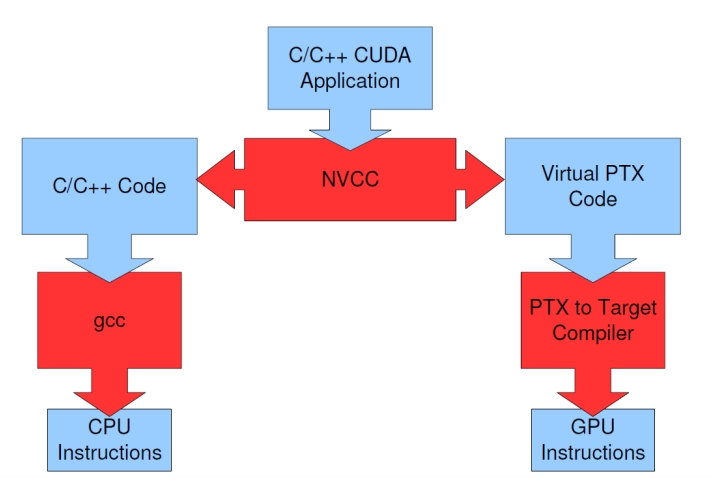 C/C++ CUDA
Application
NVCC
C/C++ Code
Virtual PTX
Code
gcc
PTX to Target
Compiler
CPU
Instructions
GPU
Instructions